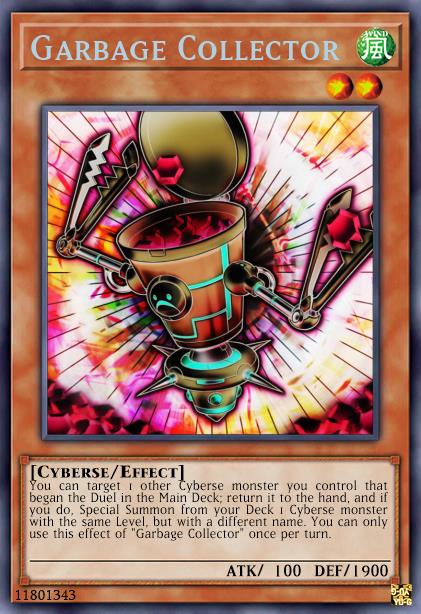 GARBAGE COLLECTOR
WIND
風
[CYBERSE/EFFECT]
You can target 1 other Cyberse monster you control that
began the Duel in the Main Deck; return it to the hand, and if
you do, Special Summon from your Deck 1 Cyberse monster
with the same Level, but with a different name. You can only
use this effect of "Garbage Collector" once per turn.
ATK/ 100 DEF/1900
11801343